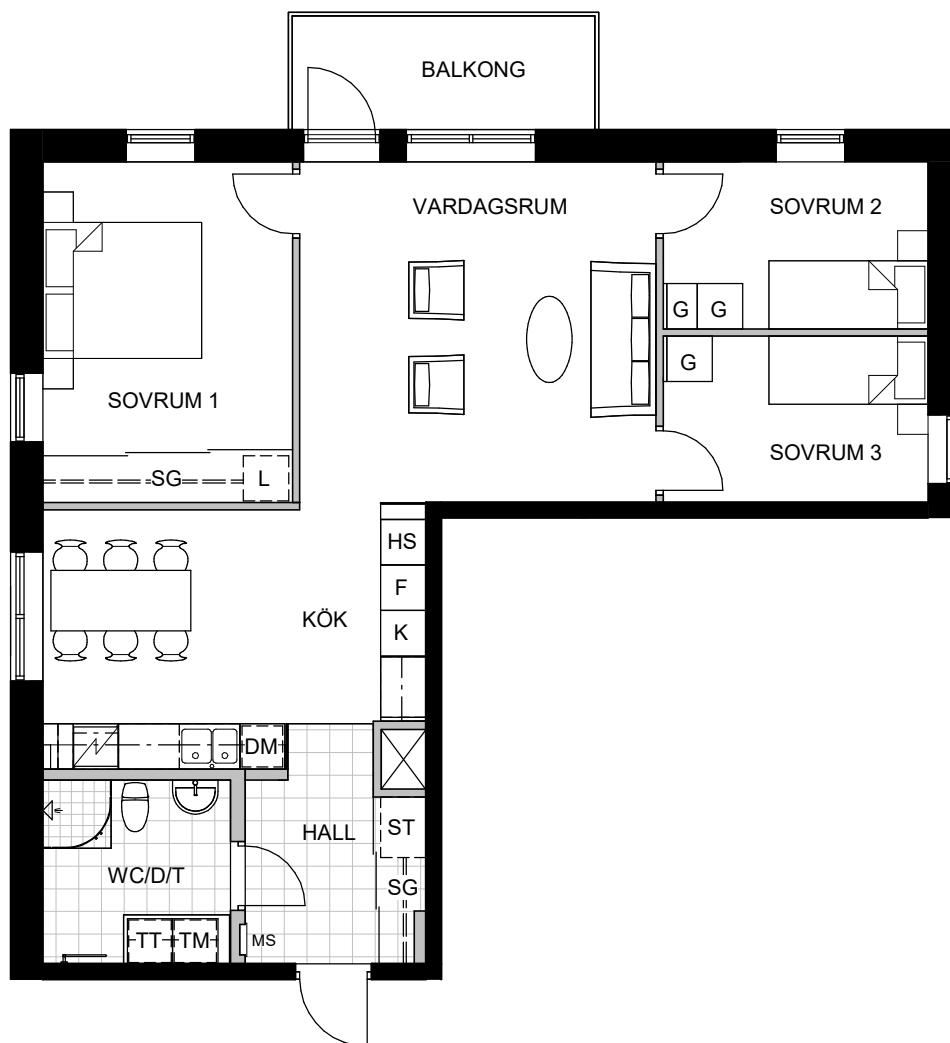 BALKONG
VARDAGSRUM
SOVRUM 2
G G
G
SOVRUM 1
SOVRUM 3
SG L
HS
F
KÖK
K
DM
HALL
ST
WC/D/T
SG
TT TM
MS